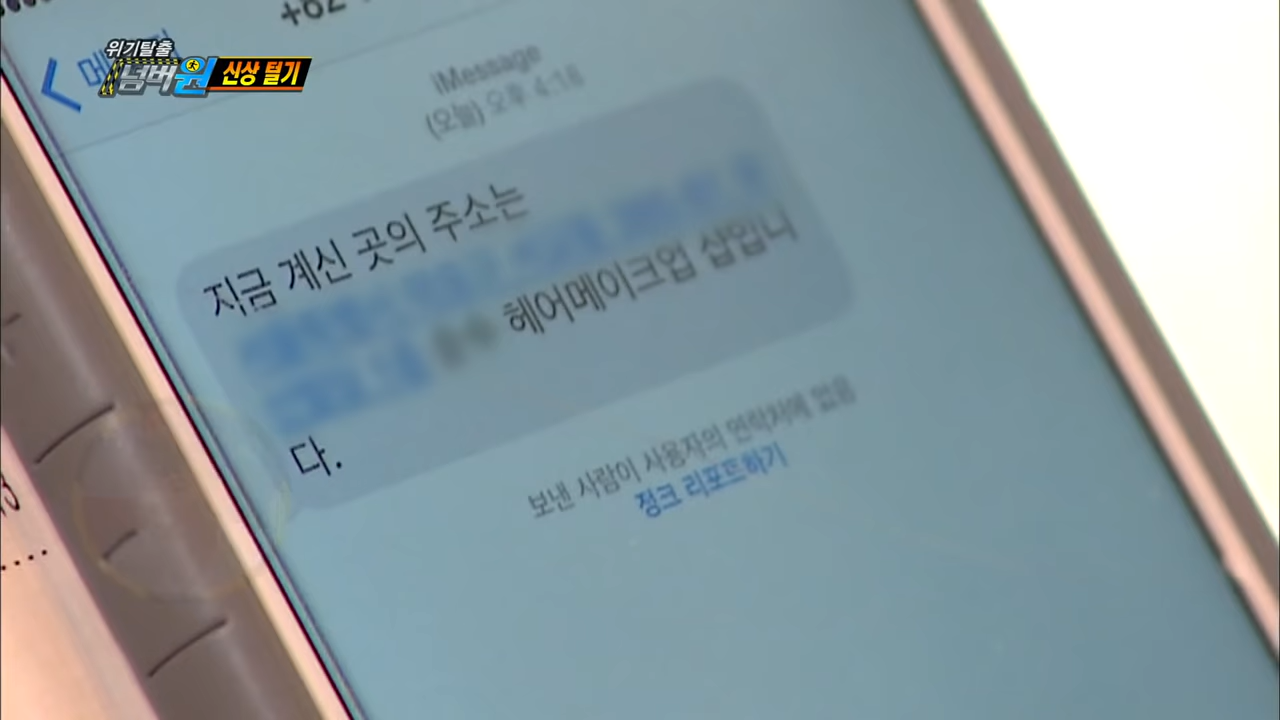 위기탈출
넘버원 신상 털기
+82
iMessage
(오늘) 오후 4:18
지금 계신 곳의 주소는
헤어메이크업 샵입니
다.
보낸 사람이 사용자의 연락처에 없음
정크 리포트하기